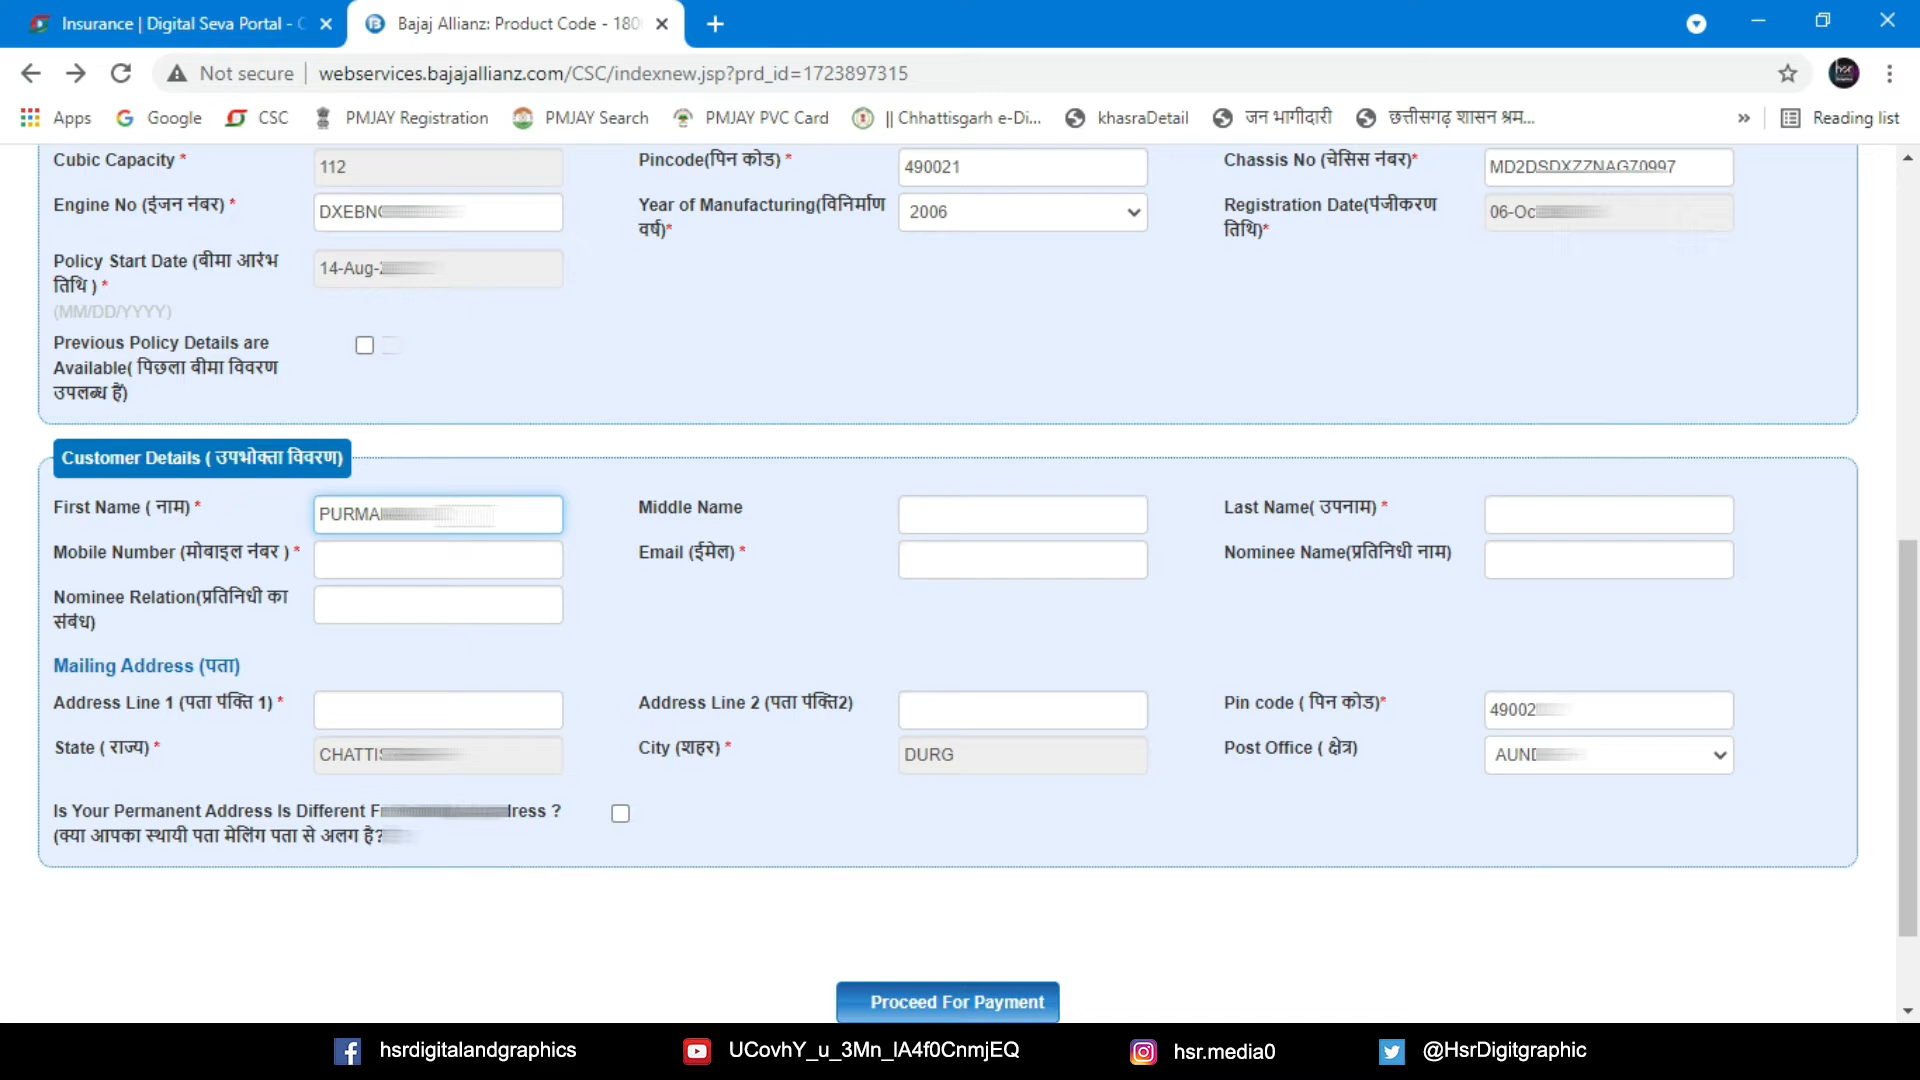 Insurance | Digital Seva Portal - C
Bajaj Allianz: Product Code - 180
Not secure
webservices.bajajallianz.com/CSC/indexnew.jsp?prd_id=1723897315
Apps Google CSC PMJAY Registration PMJAY Search PMJAY PVC Card || Chhattisgarh e-Di... khasraDetail जन भागीदारी छत्तीसगढ़ शासन श्रम... » Reading list
Cubic Capacity * 112 Pincode(पिन कोड) * 490021 Chassis No (चेसिस नंबर)*
Engine No (इंजन नंबर) * Year of Manufacturing(विनिर्माण वर्ष)* 2006 Registration Date(पंजीकरण तिथि)*
Policy Start Date (बीमा आरंभ तिथि ) * 14-Aug-
(MM/DD/YYYY)
Previous Policy Details are
Available( पिछला बीमा विवरण
उपलब्ध हैं)
Customer Details ( उपभोक्ता विवरण)
First Name ( नाम) * Middle Name Last Name( उपनाम) *
Mobile Number (मोबाइल नंबर ) * Email (ईमेल) * Nominee Name(प्रतिनिधी नाम)
Nominee Relation(प्रतिनिधी का
संबंध)
Mailing Address (पता)
Address Line 1 (पता पंक्ति 1) * Address Line 2 (पता पंक्ति2) Pin code ( पिन कोड)*
State ( राज्य) * City (शहर) * DURG Post Office ( क्षेत्र)
Is Your Permanent Address Is Different ?
(क्या आपका स्थायी पता मेलिंग पता से अलग है?
Proceed For Payment
hsrdigitalandgraphics UCovhY_u_3Mn_lA4f0CnmjEQ hsr.media0 @HsrDigitgraphic